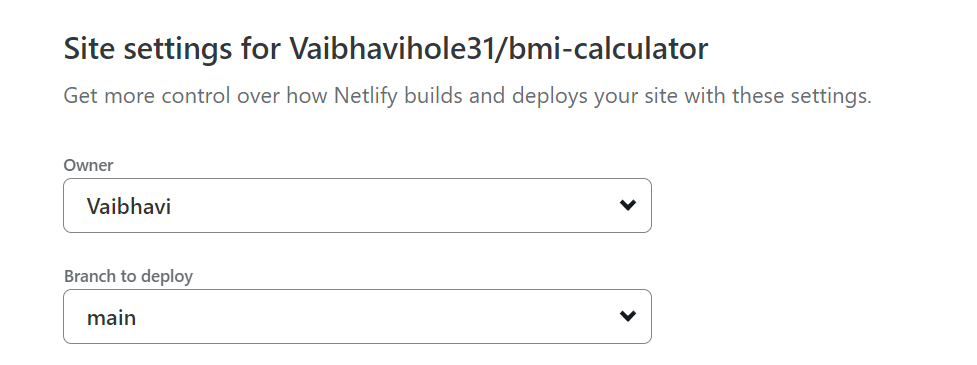 Site settings for Vaibhavihole31/bmi-calculator
Get more control over how Netlify builds and deploys your site with these settings.
Owner
Vaibhavi
Branch to deploy
main